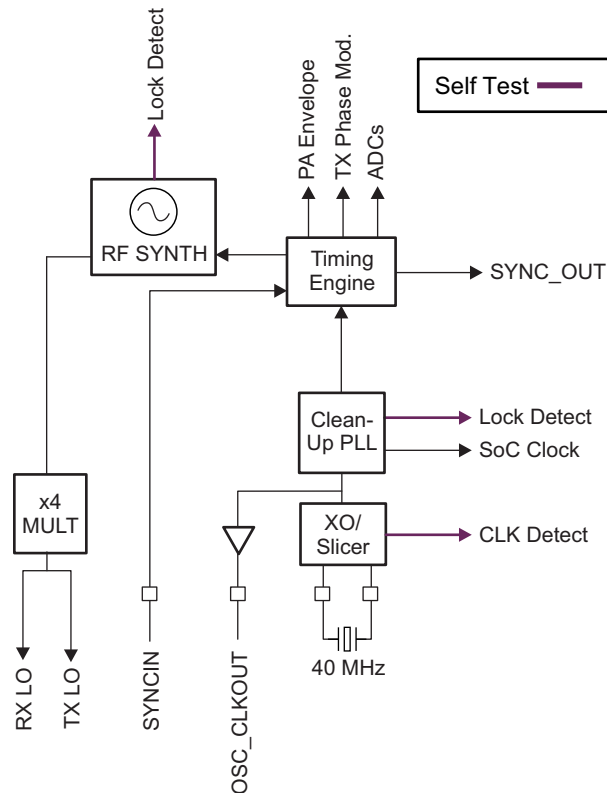 Lock Detect
Self Test
PA Envelope
TX Phase Mod.
ADCs
RF SYNTH
Timing
Engine
SYNC_OUT
Clean-
Up PLL
Lock Detect
SoC Clock
x4
MULT
XO/
Slicer
CLK Detect
40 MHz
RX LO
TX LO
SYNCIN
OSC_CLKOUT